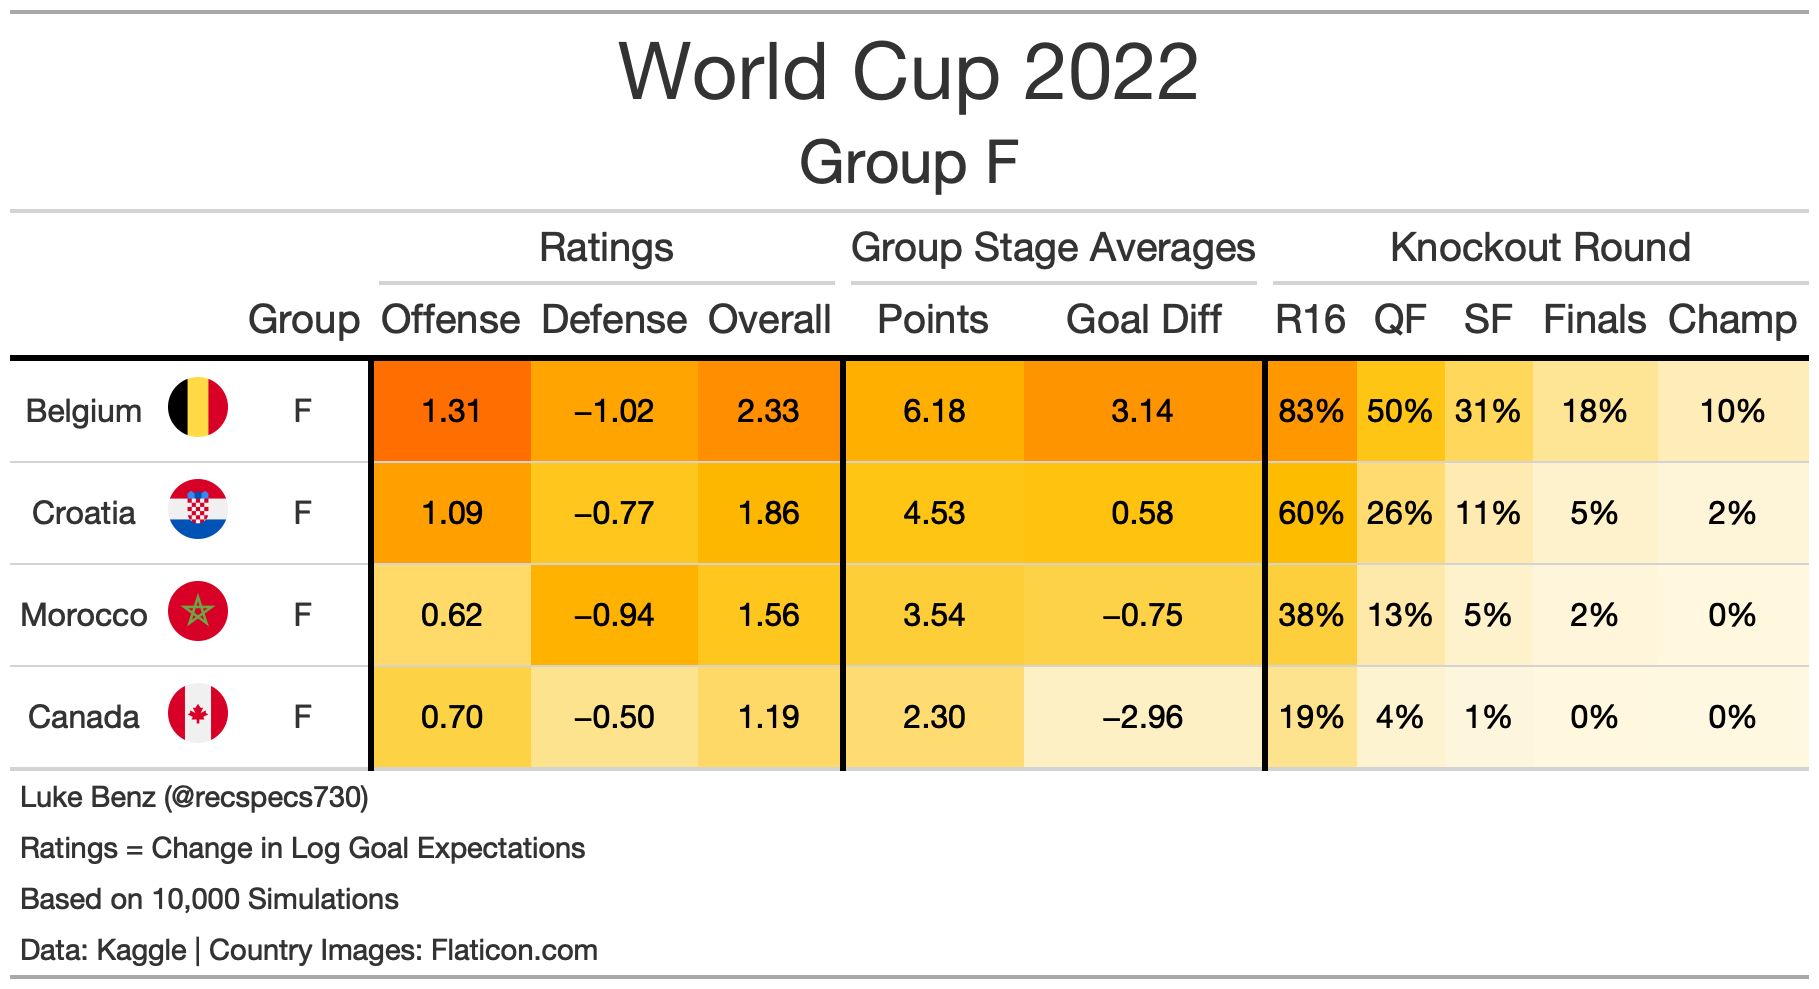 World Cup 2022
Group F
Ratings Group Stage Averages Knockout Round
Group Offense Defense Overall Points Goal Diff R16 QF SF Finals Champ
Belgium F 1.31 −1.02 2.33 6.18 3.14 83% 50% 31% 18% 10%
Croatia F 1.09 −0.77 1.86 4.53 0.58 60% 26% 11% 5% 2%
Morocco F 0.62 −0.94 1.56 3.54 −0.75 38% 13% 5% 2% 0%
Canada F 0.70 −0.50 1.19 2.30 −2.96 19% 4% 1% 0% 0%
Luke Benz (@recspecs730)
Ratings = Change in Log Goal Expectations
Based on 10,000 Simulations
Data: Kaggle | Country Images: Flaticon.com